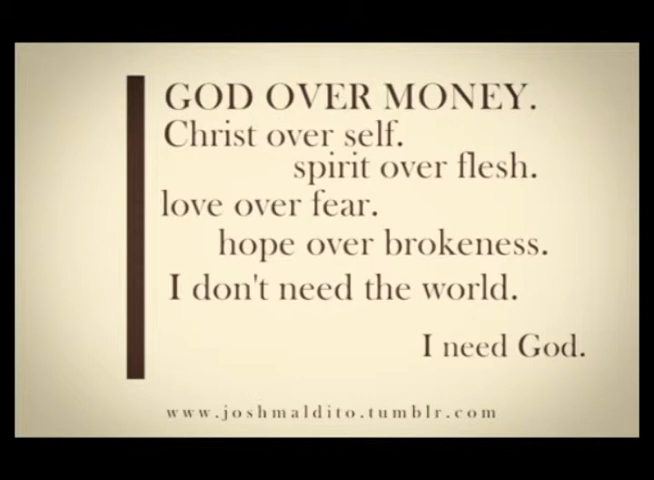 GOD OVER MONEY.
Christ over self.
spirit over flesh.
love over fear.
hope over brokeness.
I don't need the world.
I need God.
www.joshmaldito.tumblr.com